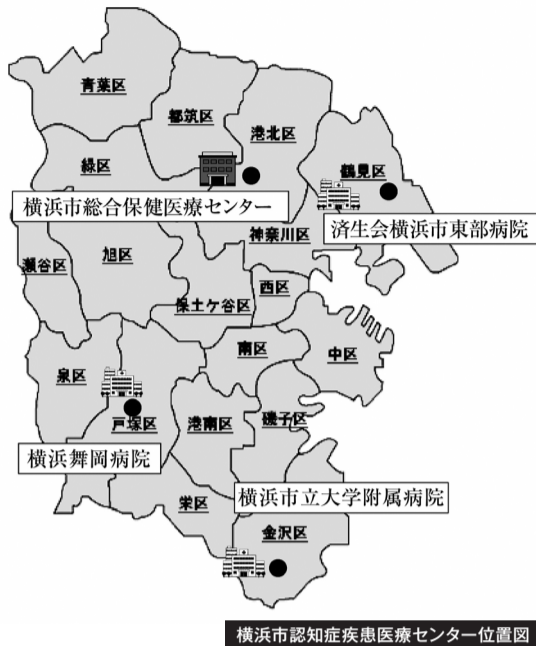 青葉区
都筑区
港北区
緑区
鶴見区
横浜市総合保健医療センター
済生会横浜市東部病院
神奈川区
旭区
瀬谷区
西区
保土ケ谷区
南区
中区
泉区
戸塚区
港南区
磯子区
横浜舞岡病院
横浜市立大学附属病院
栄区
金沢区
横浜市認知症疾患医療センター位置図